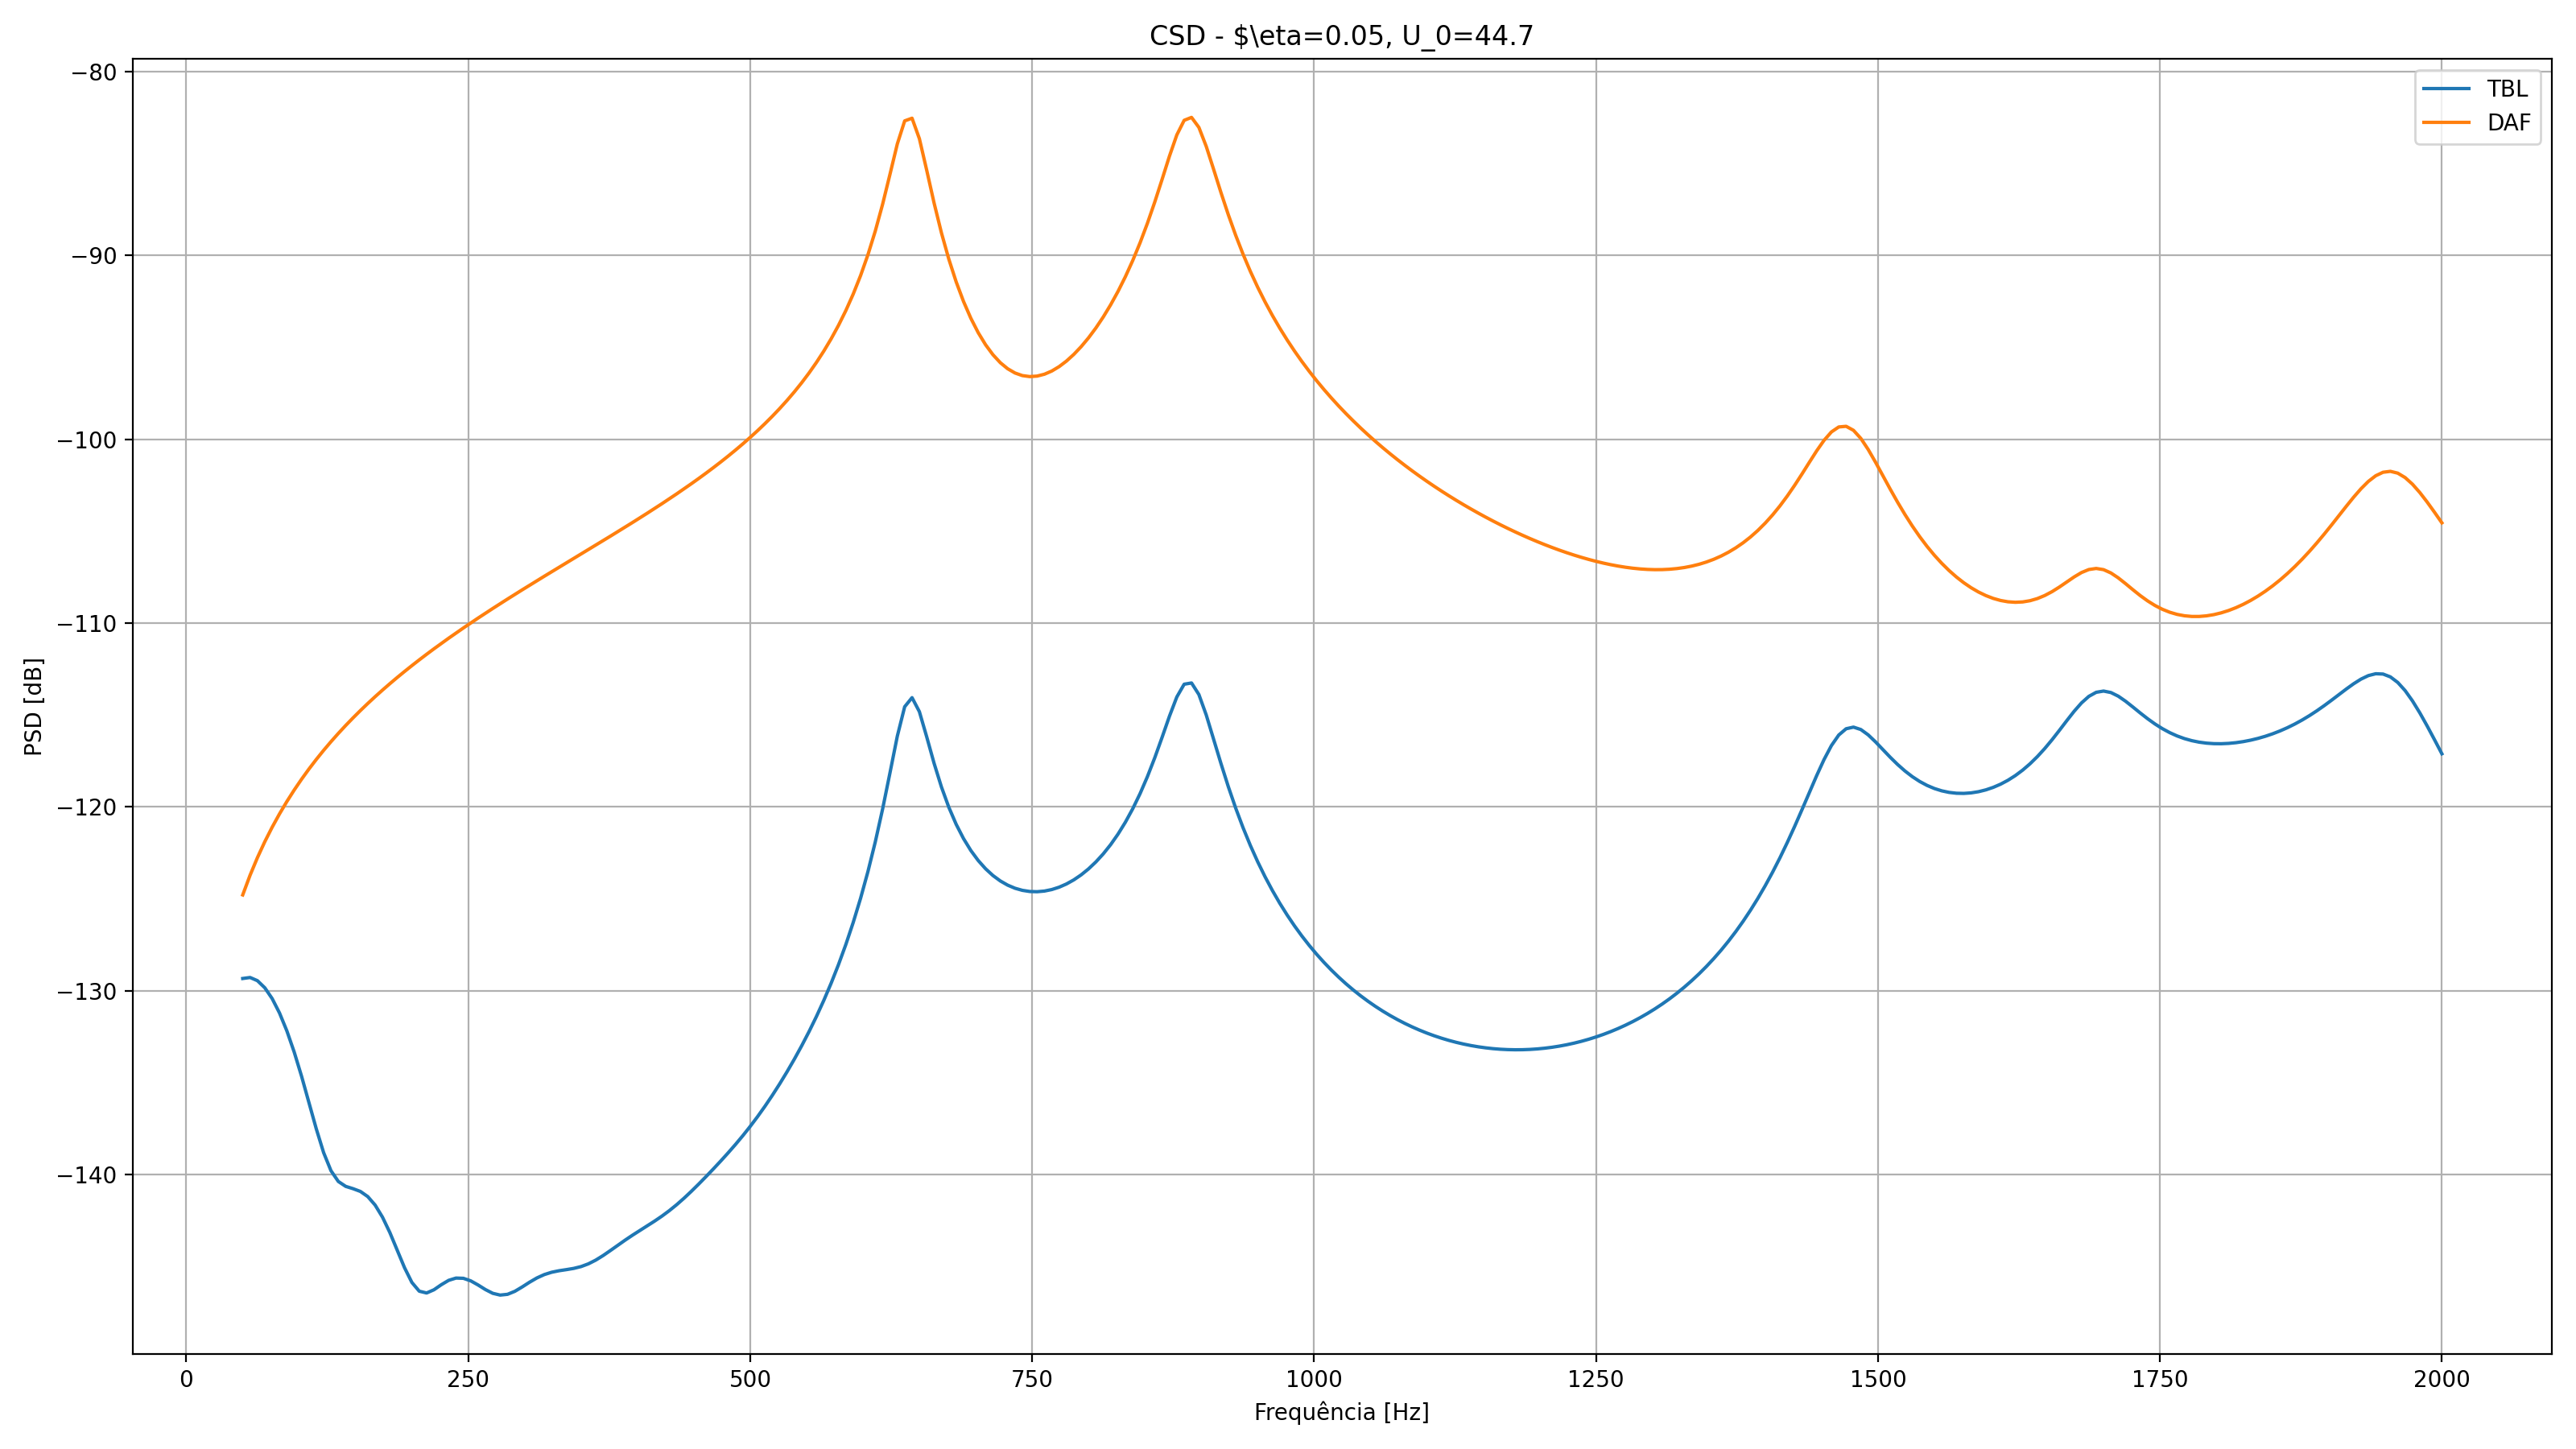 CSD - $\eta=0.05, U_0=44.7
TBL
DAF
PSD [dB]
−80
−90
−100
−110
−120
−130
−140
0 250 500 750 1000 1250 1500 1750 2000
Frequência [Hz]